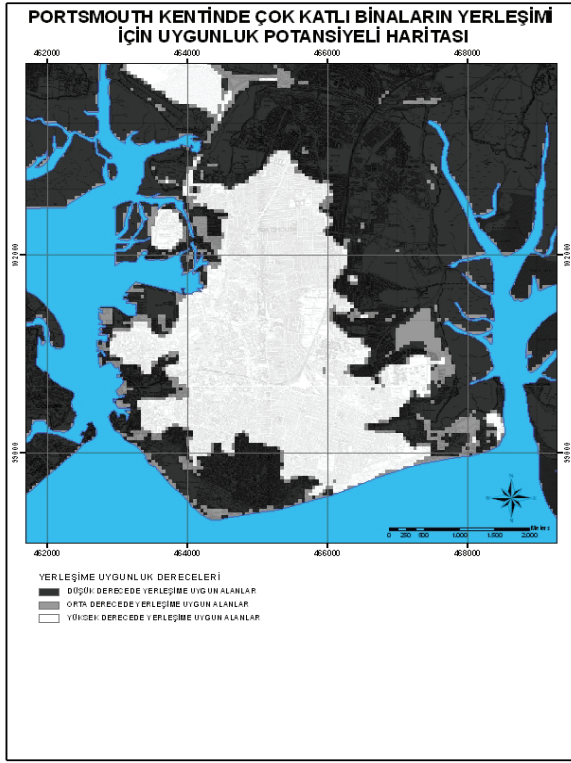 PORTSMOUTH KENTİNDE ÇOK KATLI BİNALARIN YERLEŞİMİ
İÇİN UYGUNLUK POTANSİYELİ HARİTASI
462000 464000 466000 468000
102000 102000
99000 99000
N
Meters
0 250 500 1.000 1.500 2.000
462000 464000 466000 468000
YERLEŞİME UYGUNLUK DERECELERİ
DÜŞÜK DERECEDE YERLEŞİME UYGUN ALANLAR
ORTA DERECEDE YERLEŞİME UYGUN ALANLAR
YÜKSEK DERECEDE YERLEŞİME UYGUN ALANLAR